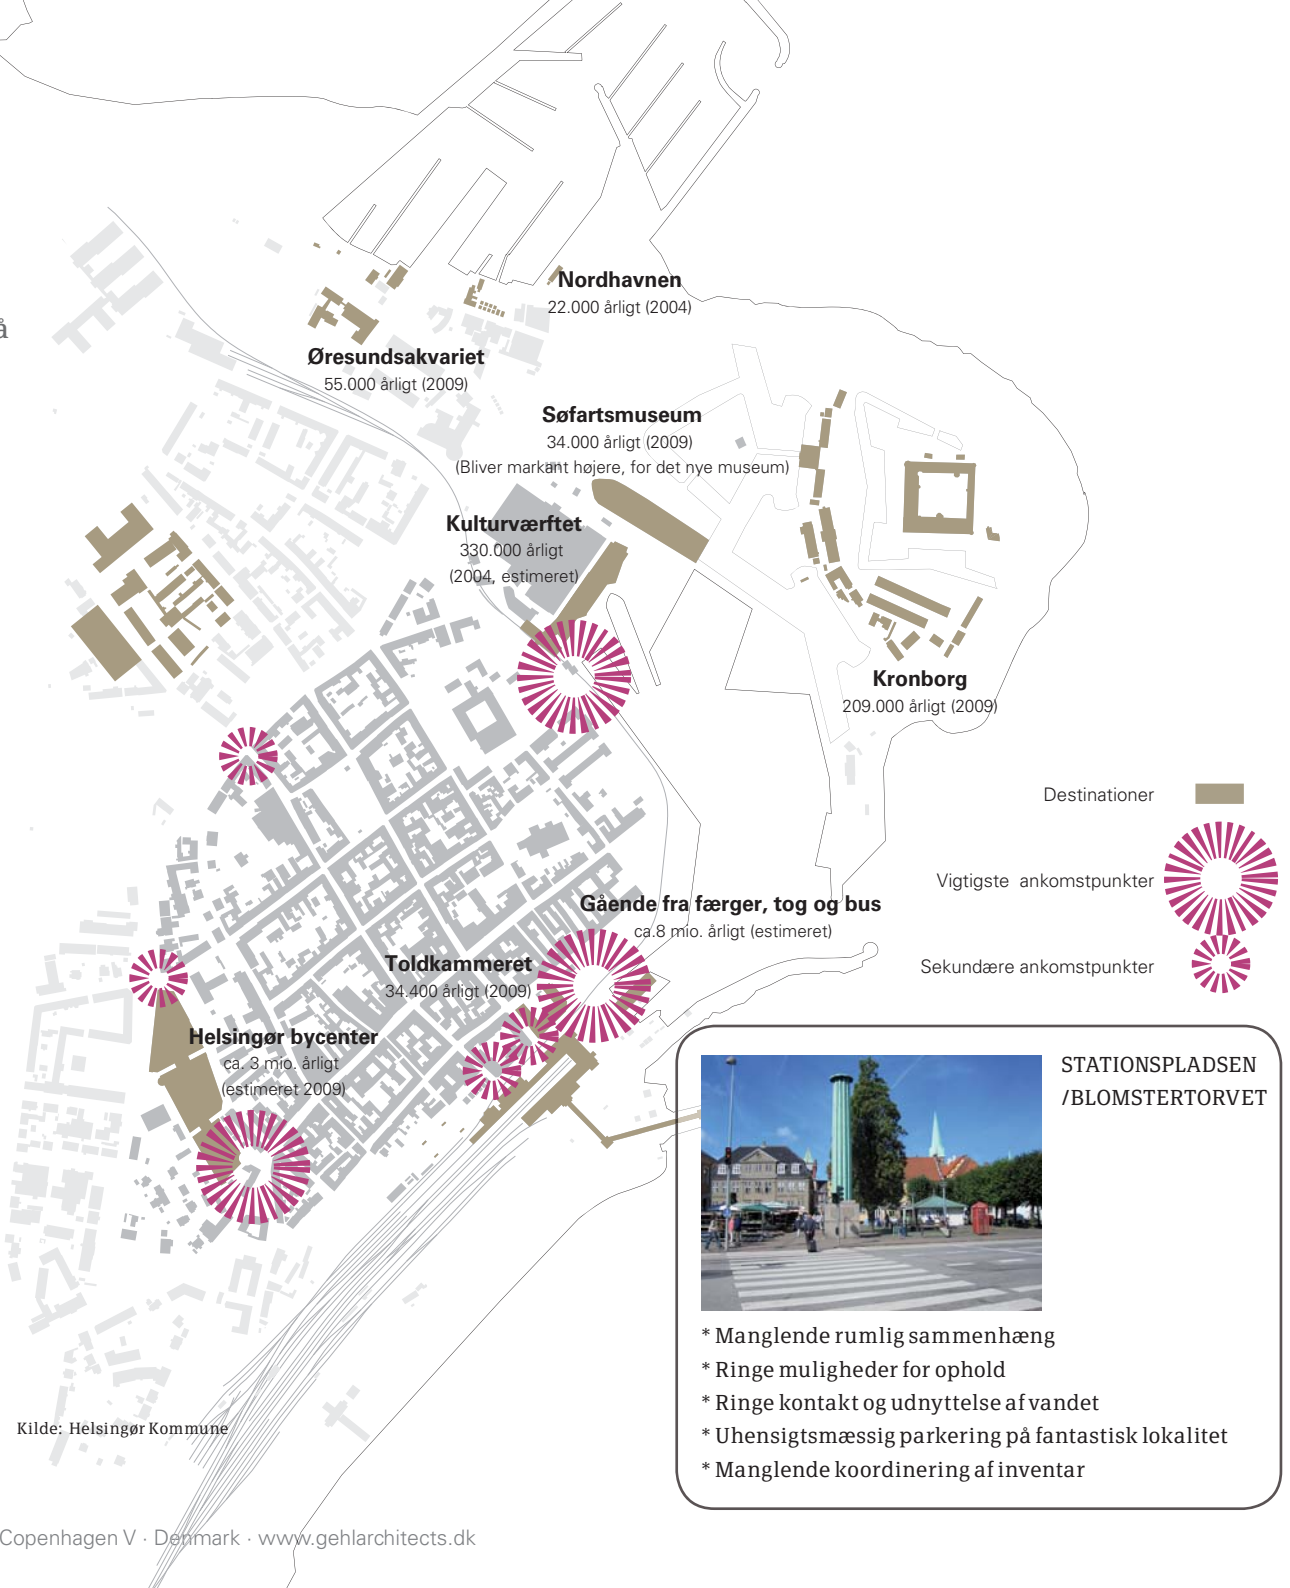 å
Nordhavnen
22.000 årligt (2004)
Øresundsakvariet
55.000 årligt (2009)
Søfartsmuseum
34.000 årligt (2009)
(Bliver markant højere, for det nye museum)
Kulturværftet
330.000 årligt
(2004, estimeret)
Kronborg
209.000 årligt (2009)
Destinationer
Vigtigste ankomstpunkter
Sekundære ankomstpunkter
Gående fra færger, tog og bus
ca.8 mio. årligt (estimeret)
Toldkammeret
34.400 årligt (2009)
Helsingør bycenter
ca. 3 mio. årligt
(estimeret 2009)
STATIONSPLADSEN
/BLOMSTERTORVET
* Manglende rumlig sammenhæng
* Ringe muligheder for ophold
* Ringe kontakt og udnyttelse af vandet
* Uhensigtsmæssig parkering på fantastisk lokalitet
* Manglende koordinering af inventar
Kilde: Helsingør Kommune
Copenhagen V · Denmark · www.gehlarchitects.dk